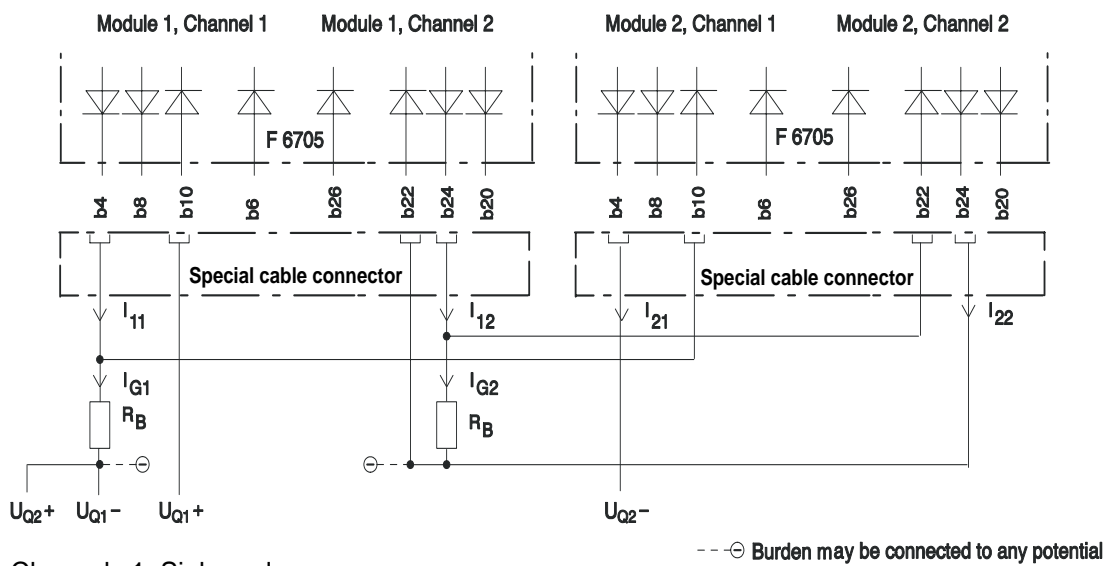 Module 1, Channel 1 Module 1, Channel 2 Module 2, Channel 1 Module 2, Channel 2
F 6705 F 6705
b4 b8 b10 b6 b26 b22 b24 b20 b4 b8 b10 b6 b26 b22 b24 b20
Special cable connector Special cable connector
I11 I12 I21 I22
IG1 IG2
RB RB
UQ2+ UQ1− UQ1+ UQ2−
Burden may be connected to any potential